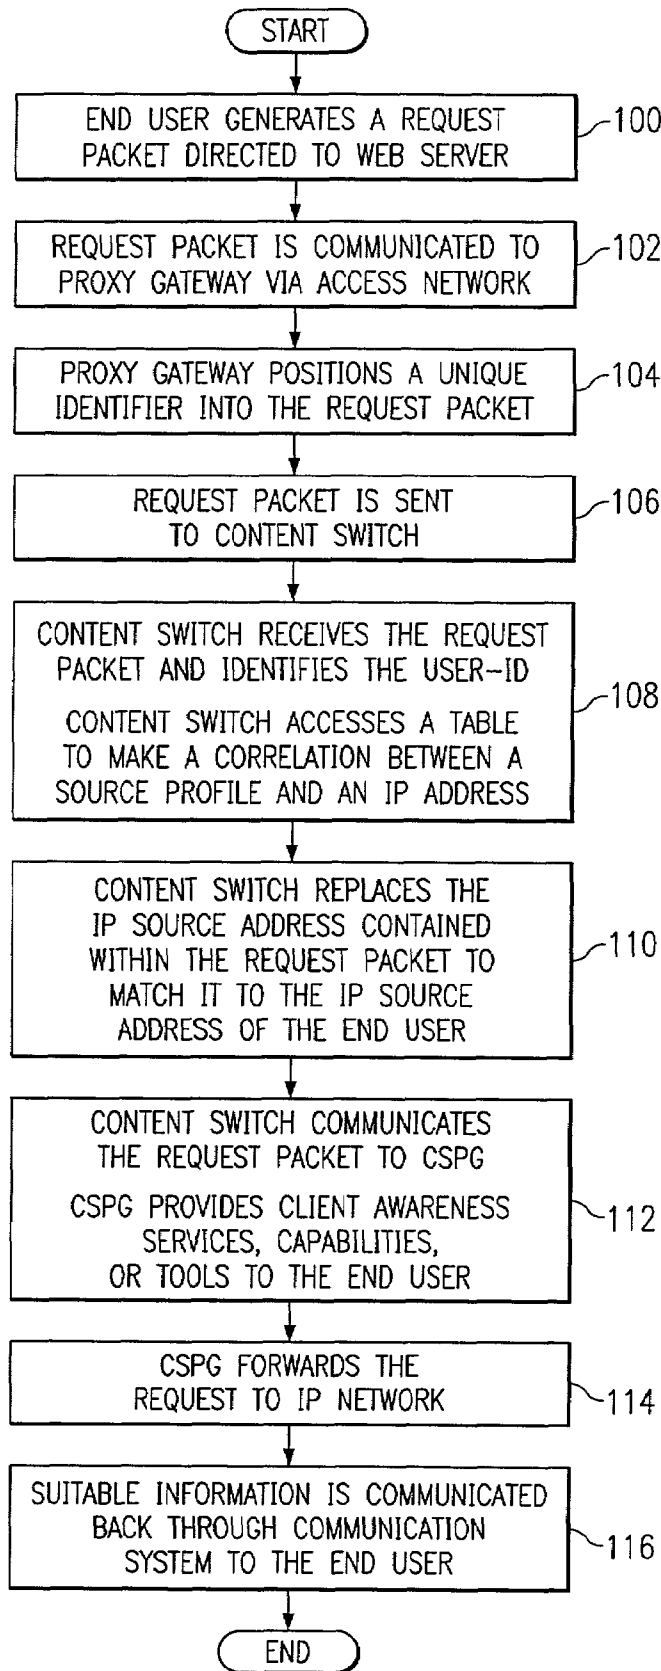 START
END USER GENERATES A REQUEST
PACKET DIRECTED TO WEB SERVER
100
REQUEST PACKET IS COMMUNICATED TO
PROXY GATEWAY VIA ACCESS NETWORK
102
PROXY GATEWAY POSITIONS A UNIQUE
IDENTIFIER INTO THE REQUEST PACKET
104
REQUEST PACKET IS SENT
TO CONTENT SWITCH
106
CONTENT SWITCH RECEIVES THE REQUEST
PACKET AND IDENTIFIES THE USER-ID
CONTENT SWITCH ACCESSES A TABLE
TO MAKE A CORRELATION BETWEEN A
SOURCE PROFILE AND AN IP ADDRESS
108
CONTENT SWITCH REPLACES THE
IP SOURCE ADDRESS CONTAINED
WITHIN THE REQUEST PACKET TO
MATCH IT TO THE IP SOURCE
ADDRESS OF THE END USER
110
CONTENT SWITCH COMMUNICATES
THE REQUEST PACKET TO CSPG
CSPG PROVIDES CLIENT AWARENESS
SERVICES, CAPABILITIES,
OR TOOLS TO THE END USER
112
CSPG FORWARDS THE
REQUEST TO IP NETWORK
114
SUITABLE INFORMATION IS COMMUNICATED
BACK THROUGH COMMUNICATION
SYSTEM TO THE END USER
116
END